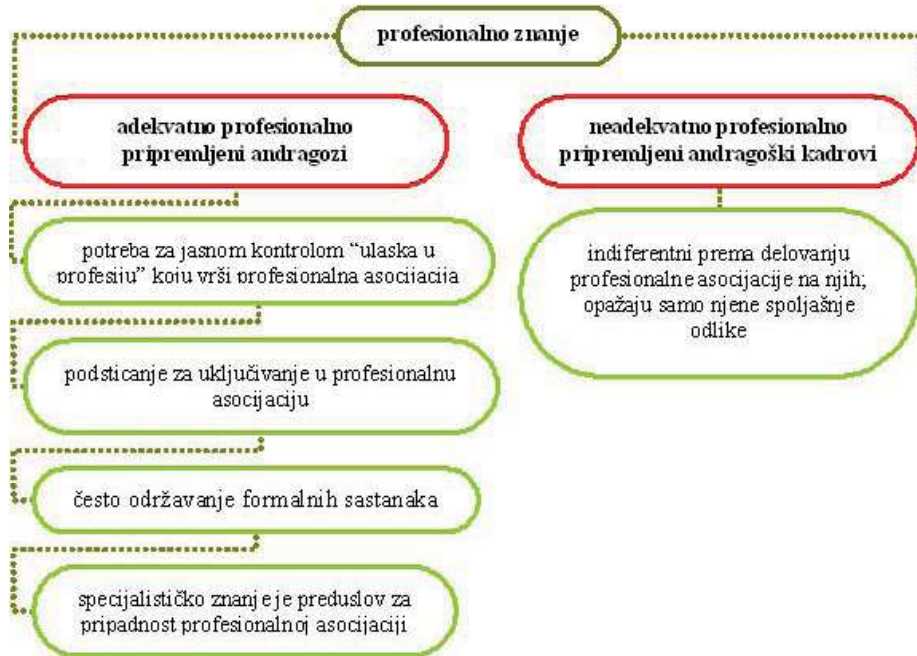 profesionalno znanje
adekvatno profesionalno
pripremljeni andragozi
potreba za jasnom kontrolom “ulaska u
profesiju” koju vrši profesionalna asocijacija
podsticanje za uključivanje u profesionalnu
asocijaciju
često održavanje formalnih sastanaka
specijalističko znanje je preduslov za
pripadnost profesionalnoj asocijaciji
neadekvatno profesionalno
pripremljeni andragoški kadrovi
indiferentni prema delovanju
profesionalne asocijacije na njih;
opažaju samo njene spoljašnje
odlike